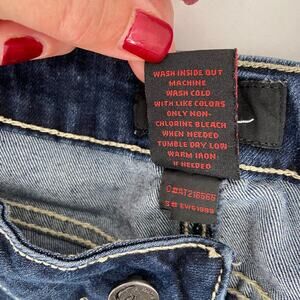 WASH INSIDE OUT
MACHINE
WASH COLD
WITH LIKE COLORS
ONLY NON-
CHLORINE BLEACH
WHEN NEEDED
TUMBLE DRY LOW
WARM IRON
IF NEEDED
C#ST216565